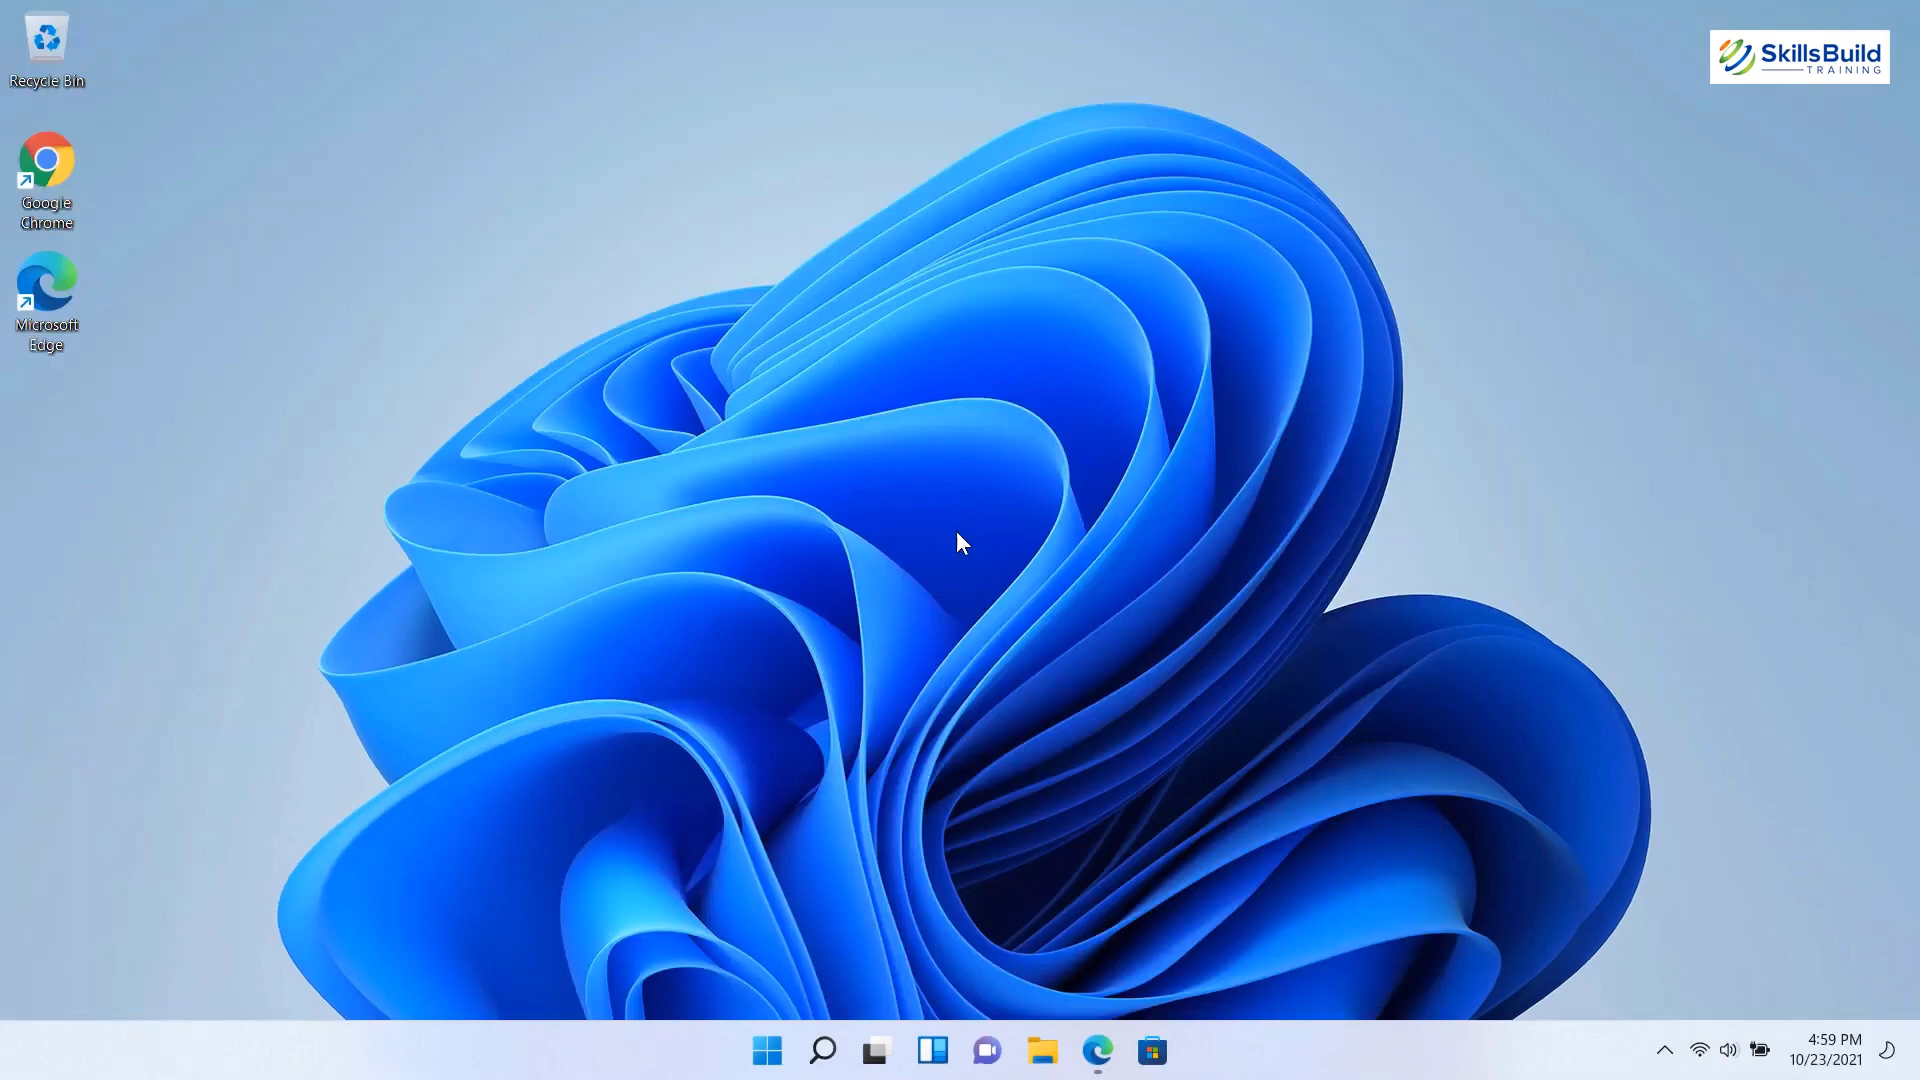 Recycle Bin
Google
Chrome
Microsoft
Edge
SkillsBuild
TRAINING
4:59 PM
10/23/2021